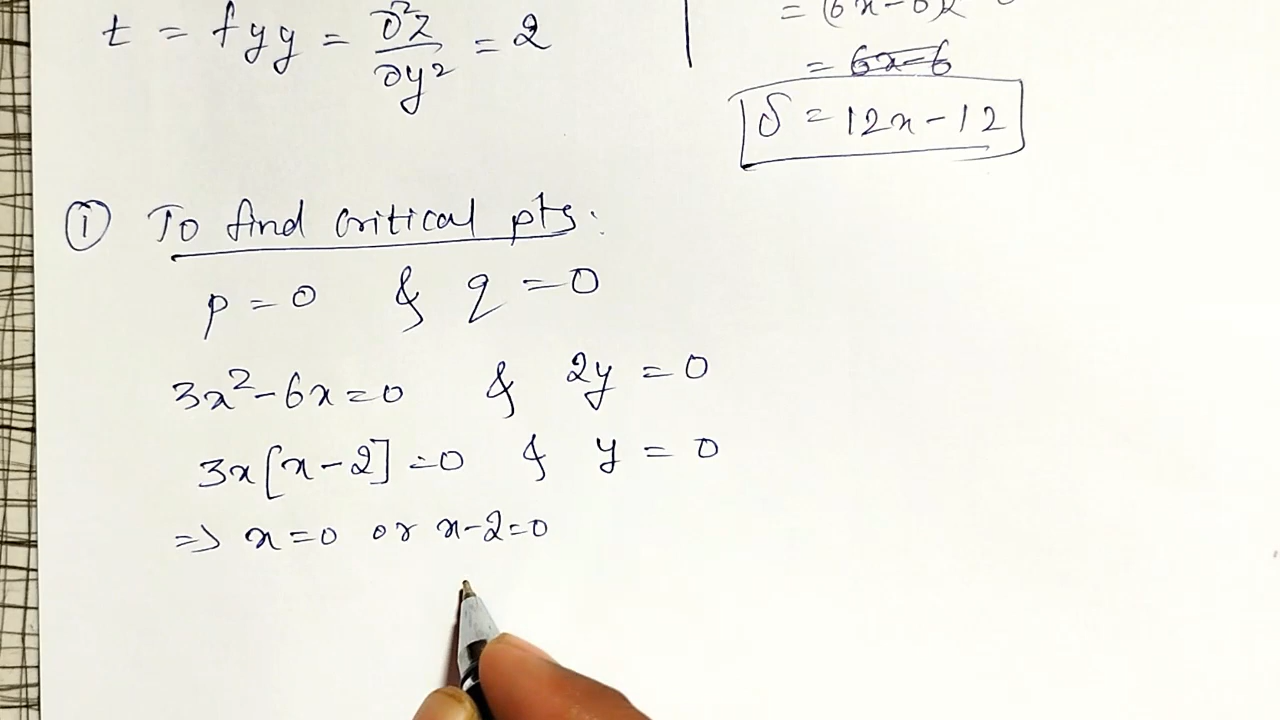 t = fyy = ∂²z/∂y² = 2
= 6x-6
δ = 12x-12
① To find critical pts:
p=0 & q=0
3x²-6x=0 & 2y=0
3x[x-2]=0 & y=0
=> x=0 or x-2=0